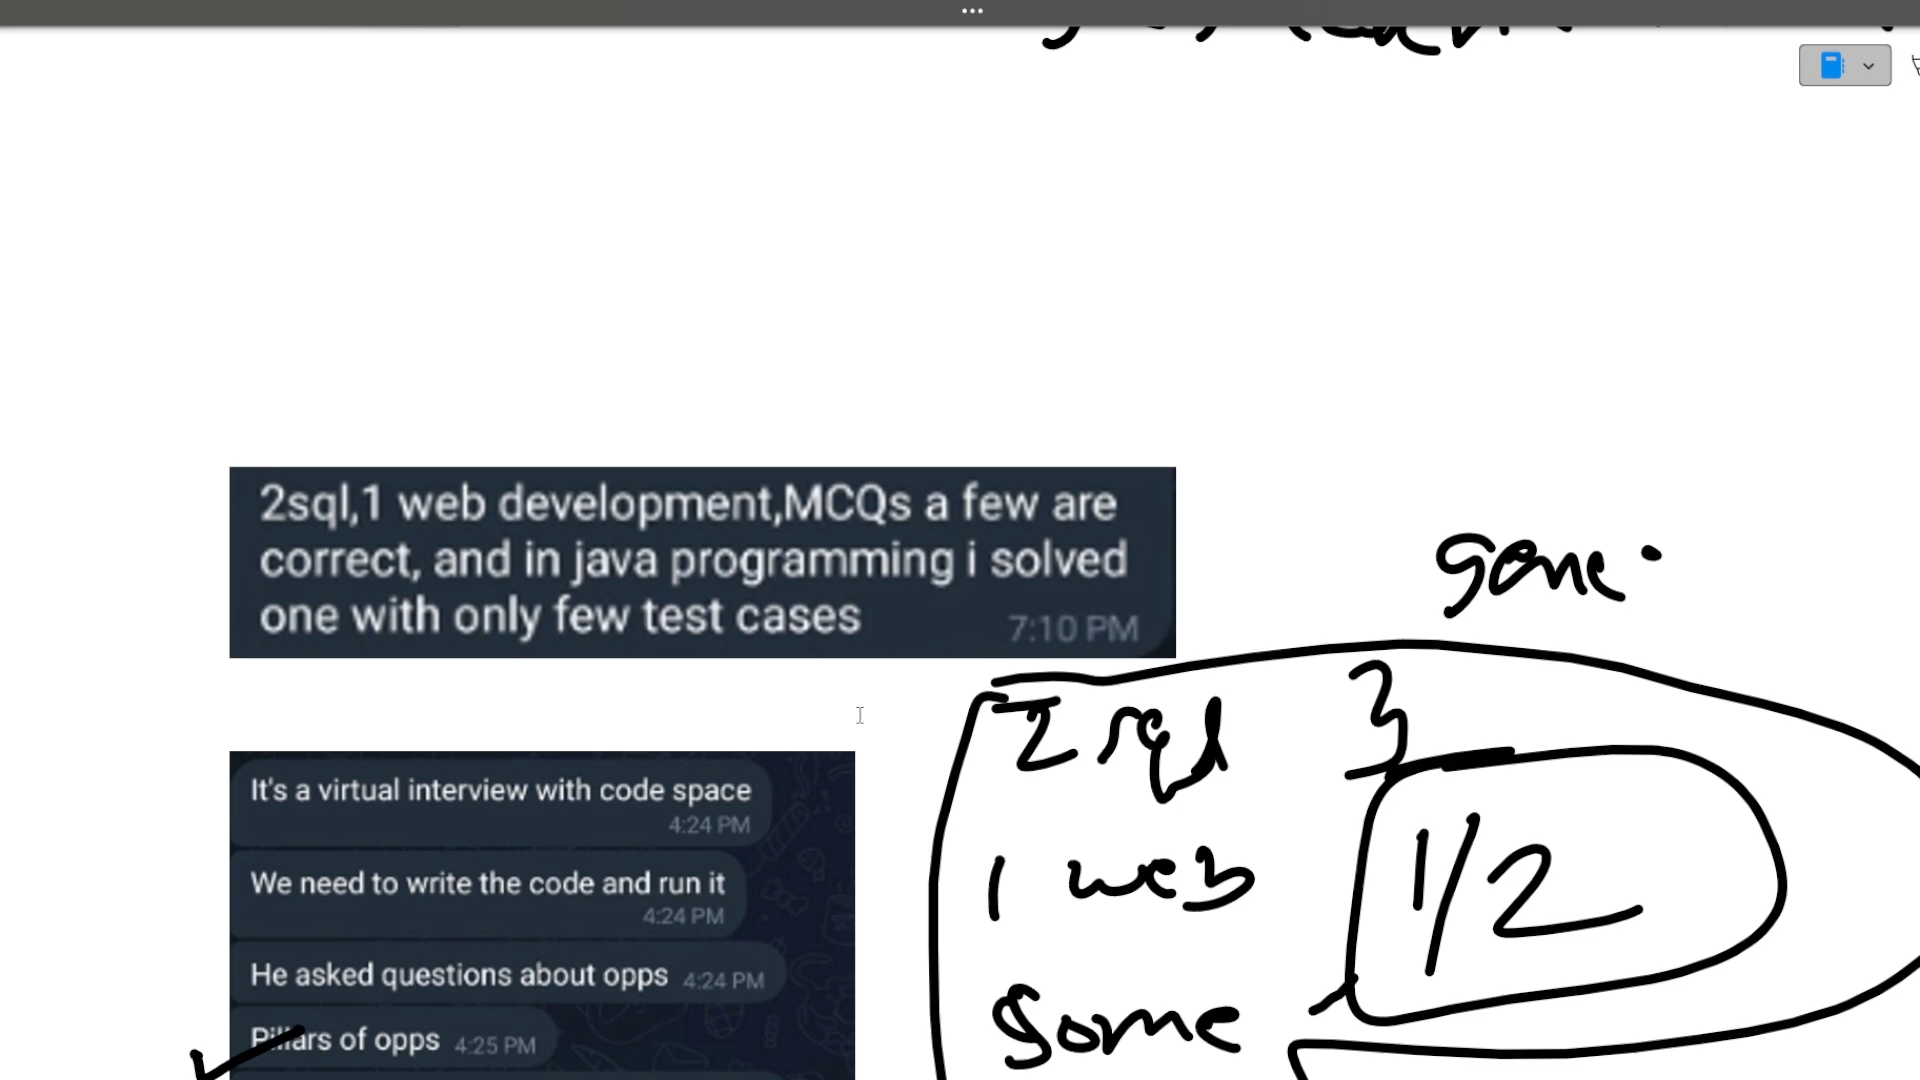 2sql,1 web development,MCQs a few are
correct, and in java programming i solved
one with only few test cases
7:10 PM
It's a virtual interview with code space
4:24 PM
We need to write the code and run it
4:24 PM
He asked questions about opps 4:24 PM
Pillars of opps 4:25 PM
2 sql
1 web
1/2
some